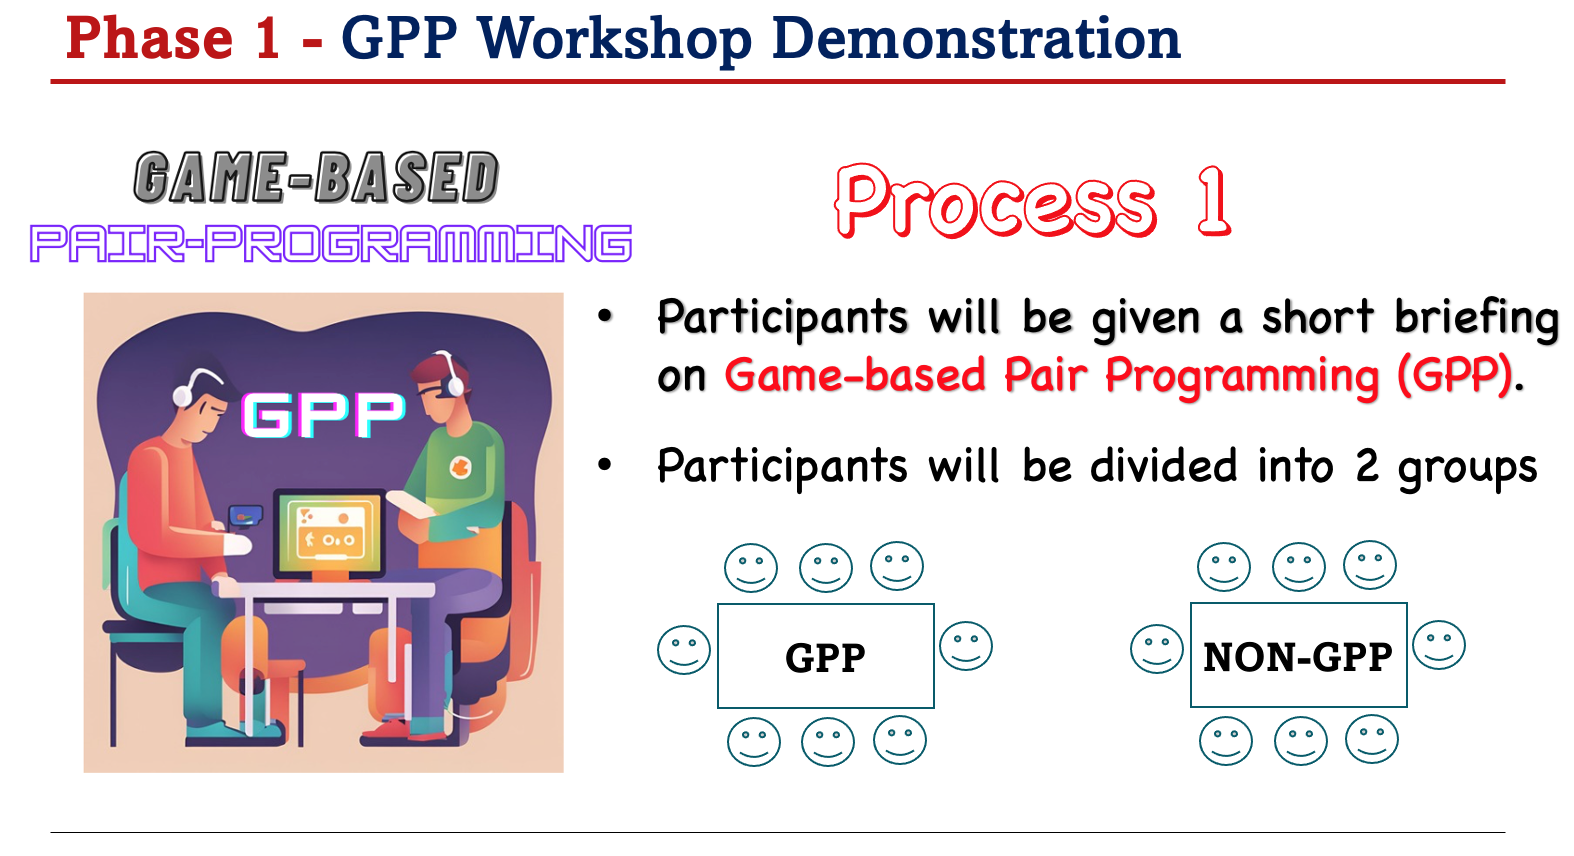 Phase 1 - GPP Workshop Demonstration
GAME-BASED
PAIR-PROGRAMMING
GPP
Process 1
• Participants will be given a short briefing
on Game-based Pair Programming (GPP).
• Participants will be divided into 2 groups
GPP
NON-GPP